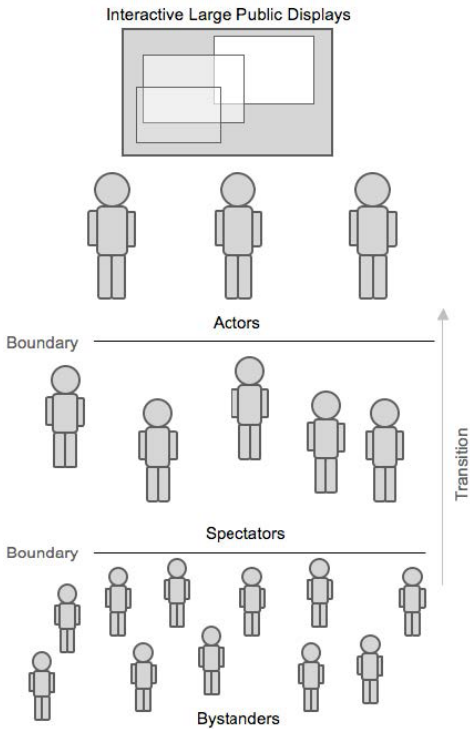 Interactive Large Public Displays
Actors
Boundary
Transition
Spectators
Boundary
Bystanders